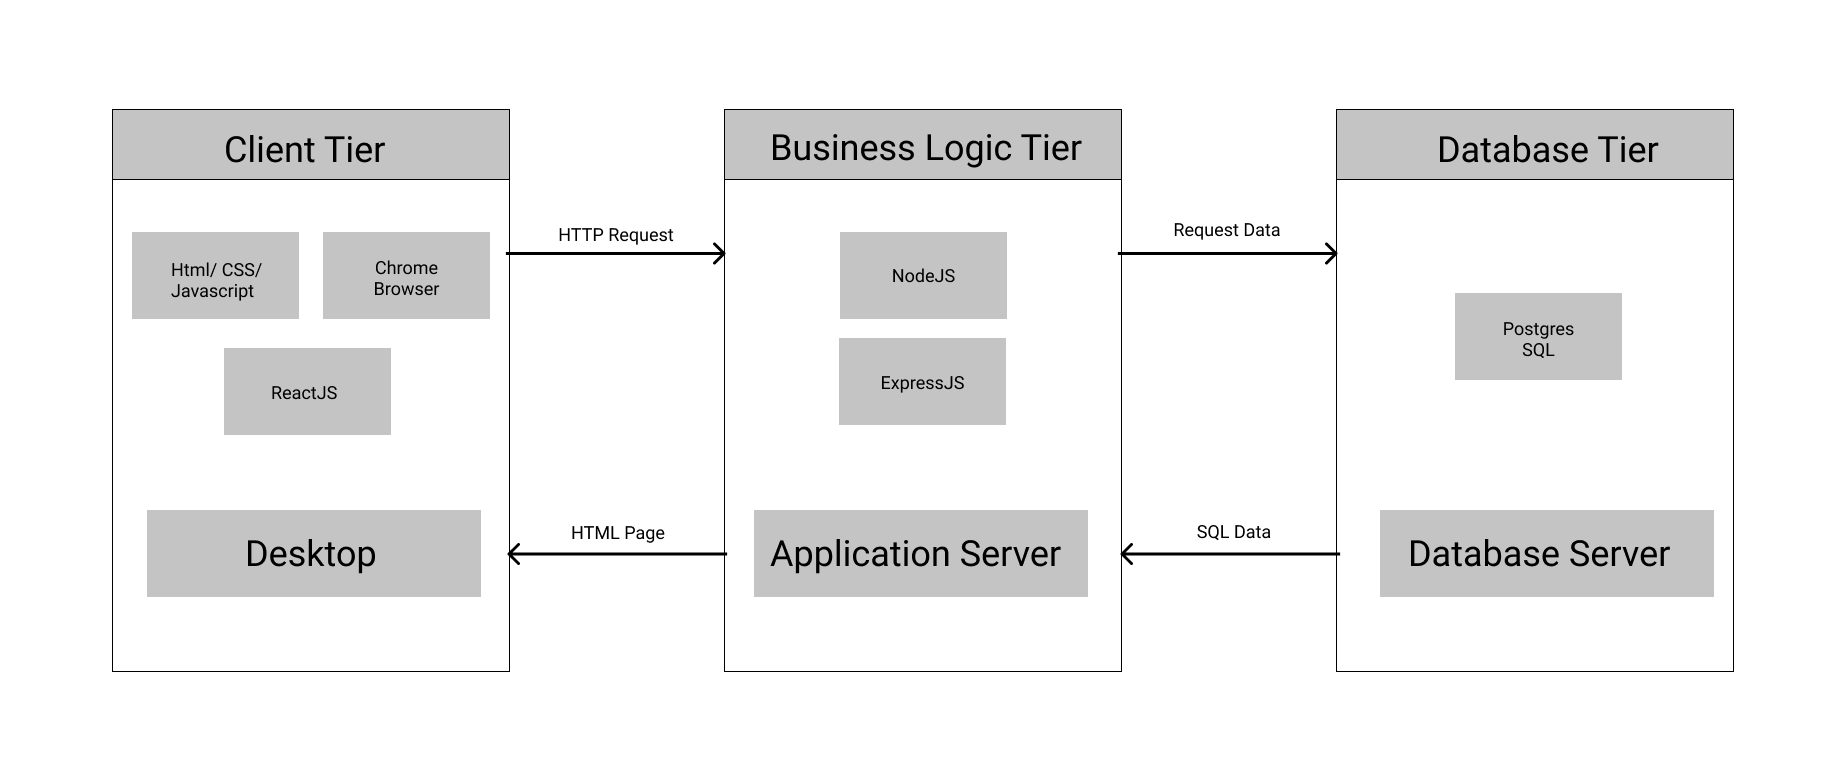 Client Tier
Business Logic Tier
Database Tier
HTTP Request
Request Data
Html/ CSS/
Javascript
Chrome
Browser
NodeJS
Postgres
SQL
ReactJS
ExpressJS
HTML Page
SQL Data
Desktop
Application Server
Database Server